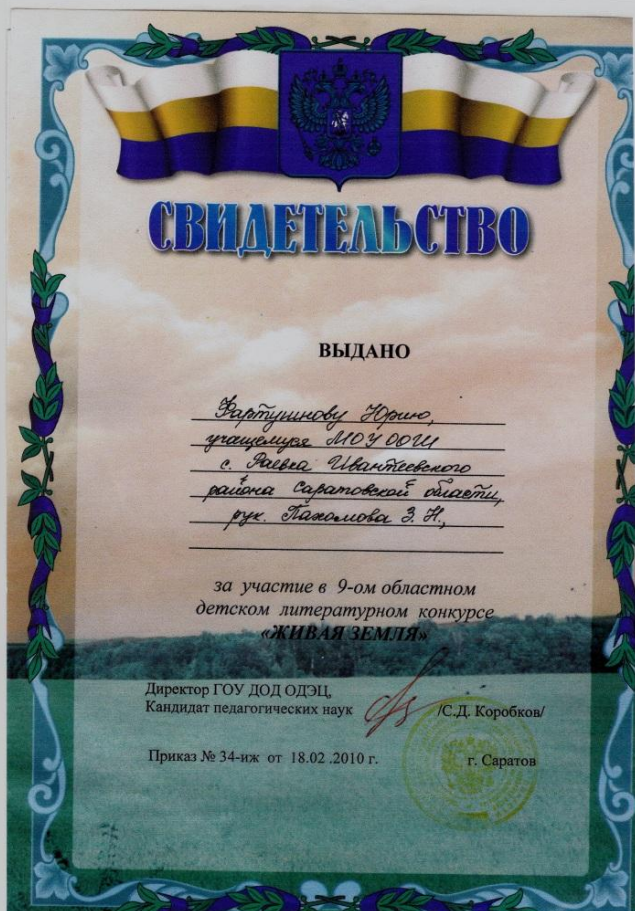 СВИДЕТЕЛЬСТВО
ВЫДАНО
Фартунинову Юрию,
учащемуся МОУ ООШ
с. Раевка Ивантеевского
района Саратовской области,
рук. Пахомова З. Н.,
за участие в 9-ом областном
детском литературном конкурсе
«ЖИВАЯ ЗЕМЛЯ»
Директор ГОУ ДОД ОДЭЦ,
Кандидат педагогических наук /С.Д. Коробков/
Приказ № 34-иж от 18.02 .2010 г. г. Саратов